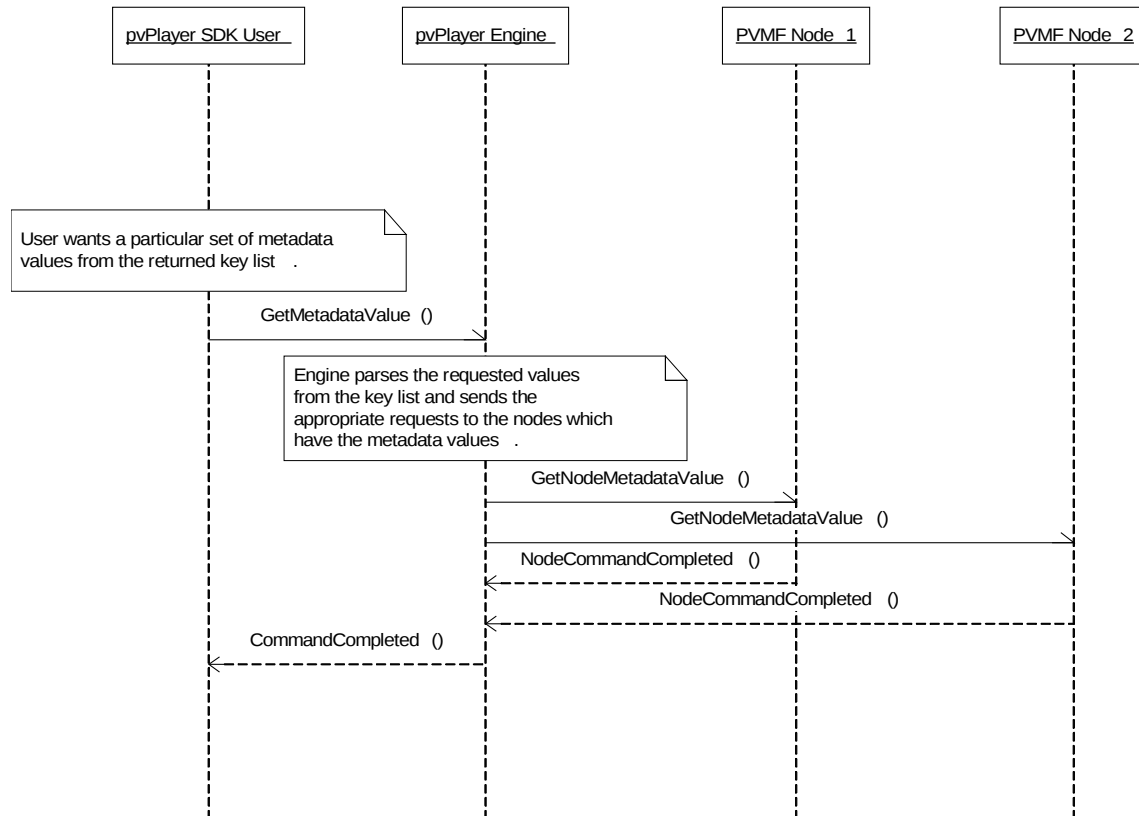 pvPlayer SDK User
pvPlayer Engine
PVMF Node 1
PVMF Node 2
User wants a particular set of metadata
values from the returned key list .
GetMetadataValue ()
Engine parses the requested values
from the key list and sends the
appropriate requests to the nodes which
have the metadata values .
GetNodeMetadataValue ()
GetNodeMetadataValue ()
NodeCommandCompleted ()
NodeCommandCompleted ()
CommandCompleted ()